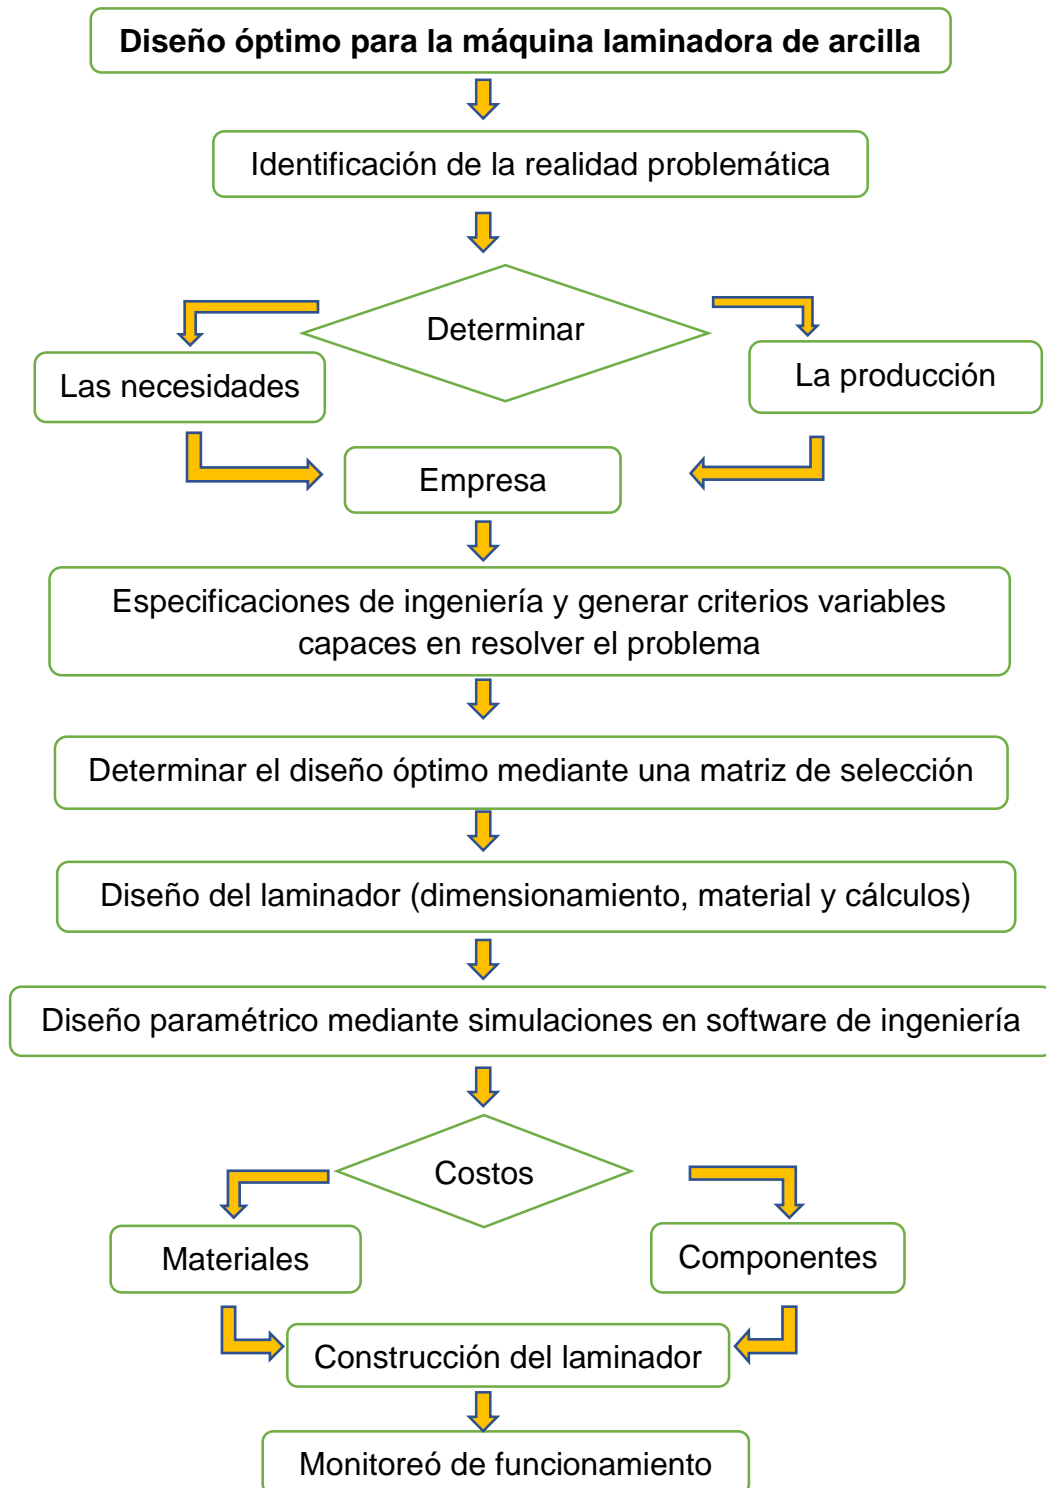 Diseño óptimo para la máquina laminadora de arcilla
Identificación de la realidad problemática
Determinar
Las necesidades
La producción
Empresa
Especificaciones de ingeniería y generar criterios variables
capaces en resolver el problema
Determinar el diseño óptimo mediante una matriz de selección
Diseño del laminador (dimensionamiento, material y cálculos)
Diseño paramétrico mediante simulaciones en software de ingeniería
Costos
Materiales
Componentes
Construcción del laminador
Monitoreó de funcionamiento